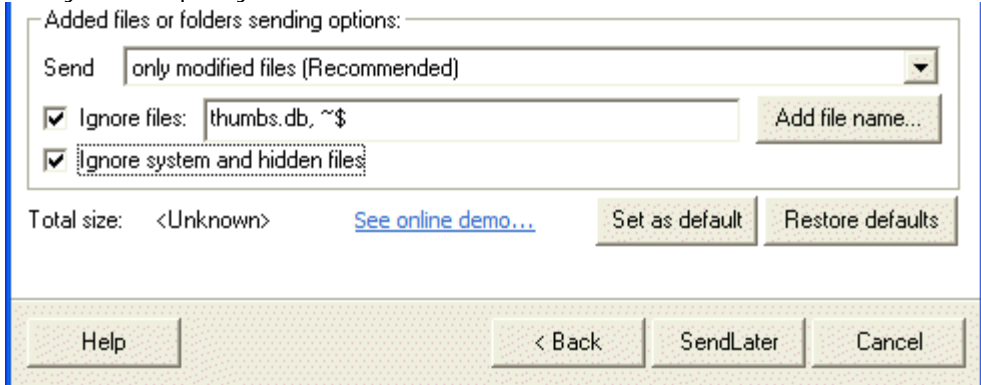 Added files or folders sending options:
Send only modified files (Recommended)
Ignore files: thumbs.db, ~$ Add file name...
Ignore system and hidden files
Total size: <Unknown> See online demo... Set as default Restore defaults
Help < Back SendLater Cancel